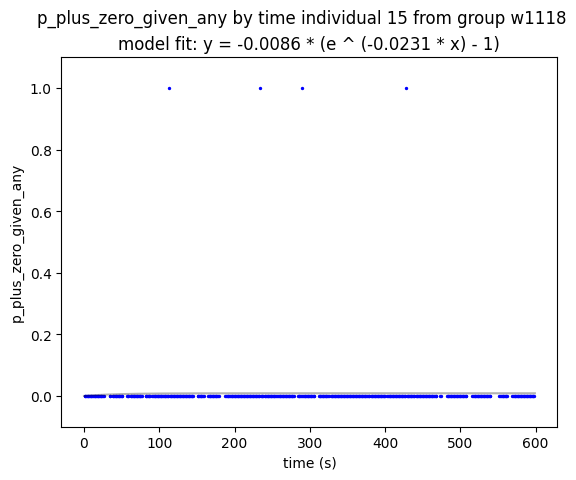 p_plus_zero_given_any by time individual 15 from group w1118
model fit: y = -0.0086 * (e ^ (-0.0231 * x) - 1)
p_plus_zero_given_any
1.0
0.8
0.6
0.4
0.2
0.0
0 100 200 300 400 500 600
time (s)